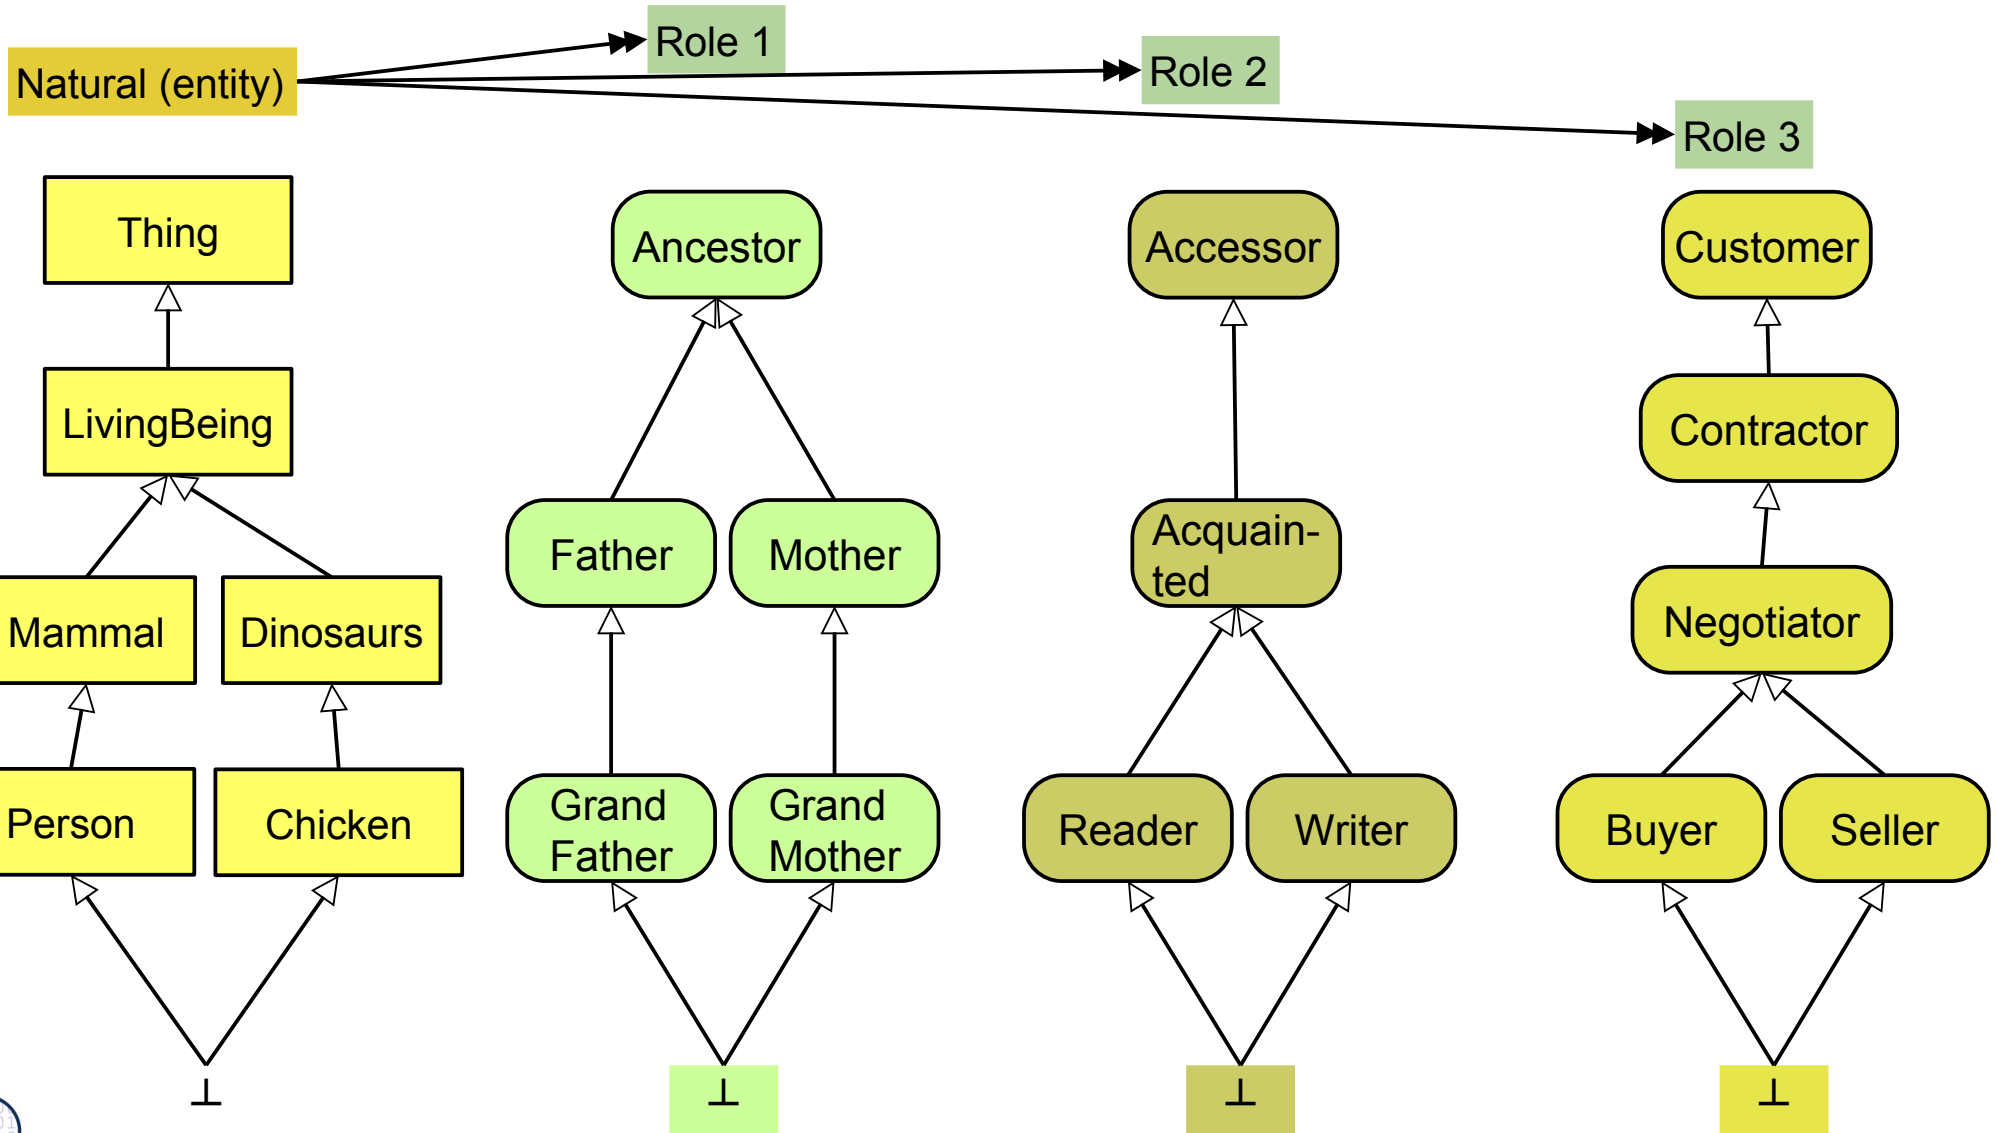 Role 1
Natural (entity)
Role 2
Role 3
Thing
Ancestor
Accessor
Customer
LivingBeing
Contractor
Father
Mother
Acquain-
ted
Mammal
Dinosaurs
Negotiator
Person
Chicken
Grand
Father
Grand
Mother
Reader
Writer
Buyer
Seller
⊥
⊥
⊥
⊥